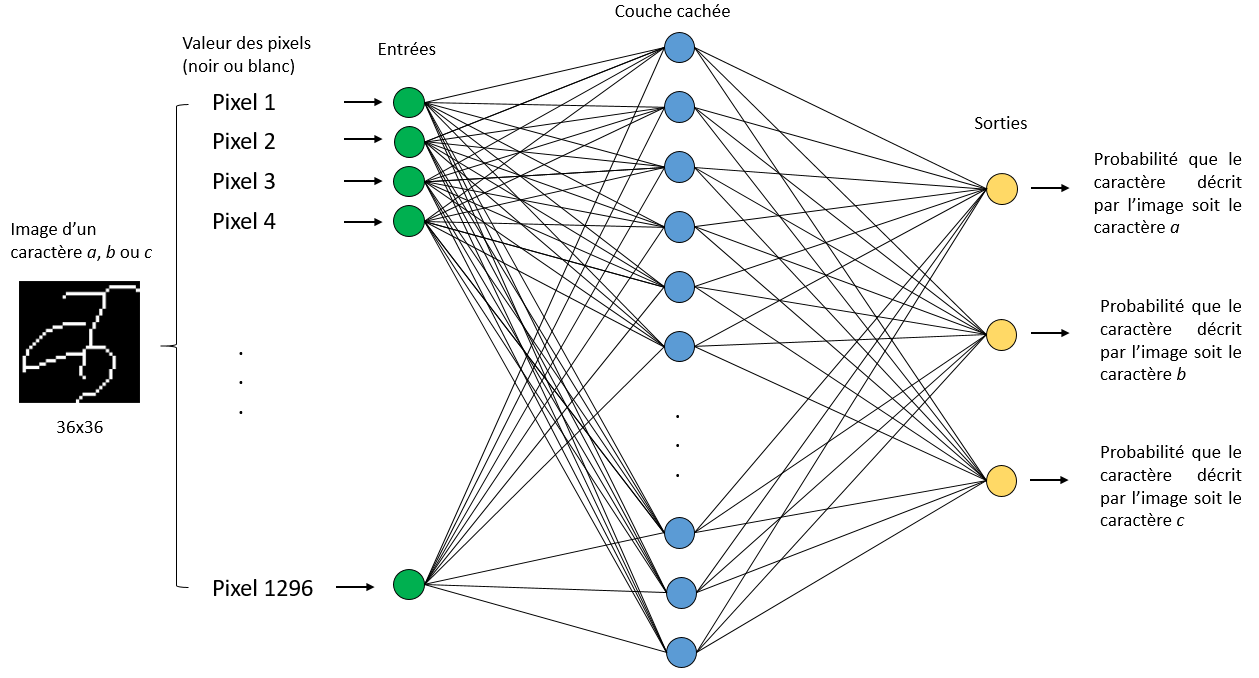 Couche cachée
Valeur des pixels
(noir ou blanc)
Entrées
Pixel 1
Pixel 2
Pixel 3
Pixel 4
.
.
.
Pixel 1296
Image d’un
caractère a, b ou c
36x36
.
.
.
Sorties
Probabilité que le
caractère décrit
par l’image soit le
caractère a
Probabilité que le
caractère décrit
par l’image soit le
caractère b
Probabilité que le
caractère décrit
par l’image soit le
caractère c